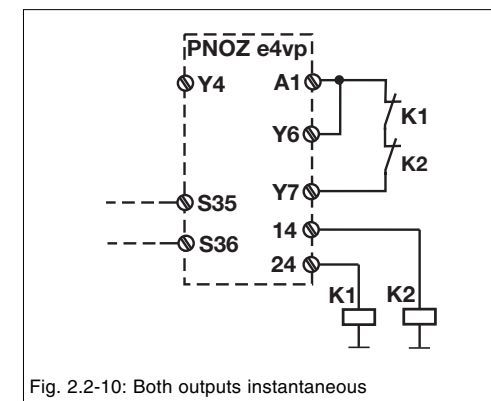 PNOZ e4vp
Y4
A1
K1
Y6
K2
Y7
S35
14
S36
24
K1
K2
Fig. 2.2-10: Both outputs instantaneous